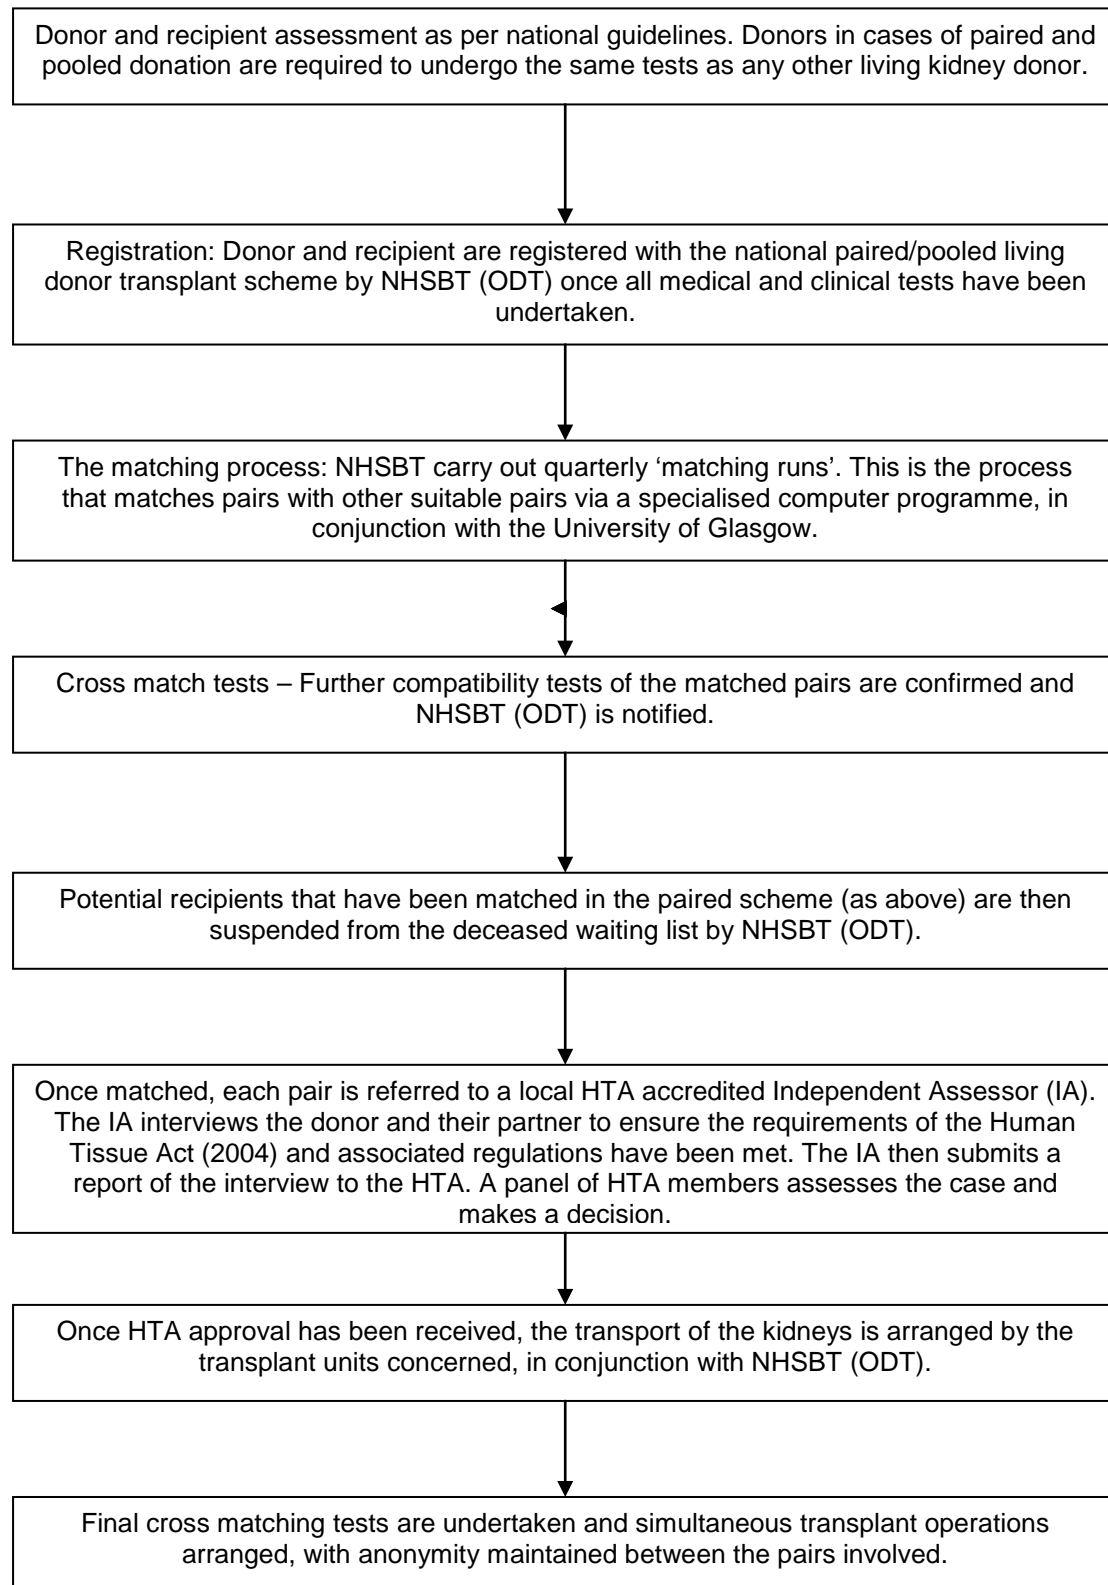 Donor and recipient assessment as per national guidelines. Donors in cases of paired and
pooled donation are required to undergo the same tests as any other living kidney donor.
Registration: Donor and recipient are registered with the national paired/pooled living
donor transplant scheme by NHSBT (ODT) once all medical and clinical tests have been
undertaken.
The matching process: NHSBT carry out quarterly ‘matching runs’. This is the process
that matches pairs with other suitable pairs via a specialised computer programme, in
conjunction with the University of Glasgow.
Cross match tests – Further compatibility tests of the matched pairs are confirmed and
NHSBT (ODT) is notified.
Potential recipients that have been matched in the paired scheme (as above) are then
suspended from the deceased waiting list by NHSBT (ODT).
Once matched, each pair is referred to a local HTA accredited Independent Assessor (IA).
The IA interviews the donor and their partner to ensure the requirements of the Human
Tissue Act (2004) and associated regulations have been met. The IA then submits a
report of the interview to the HTA. A panel of HTA members assesses the case and
makes a decision.
Once HTA approval has been received, the transport of the kidneys is arranged by the
transplant units concerned, in conjunction with NHSBT (ODT).
Final cross matching tests are undertaken and simultaneous transplant operations
arranged, with anonymity maintained between the pairs involved.